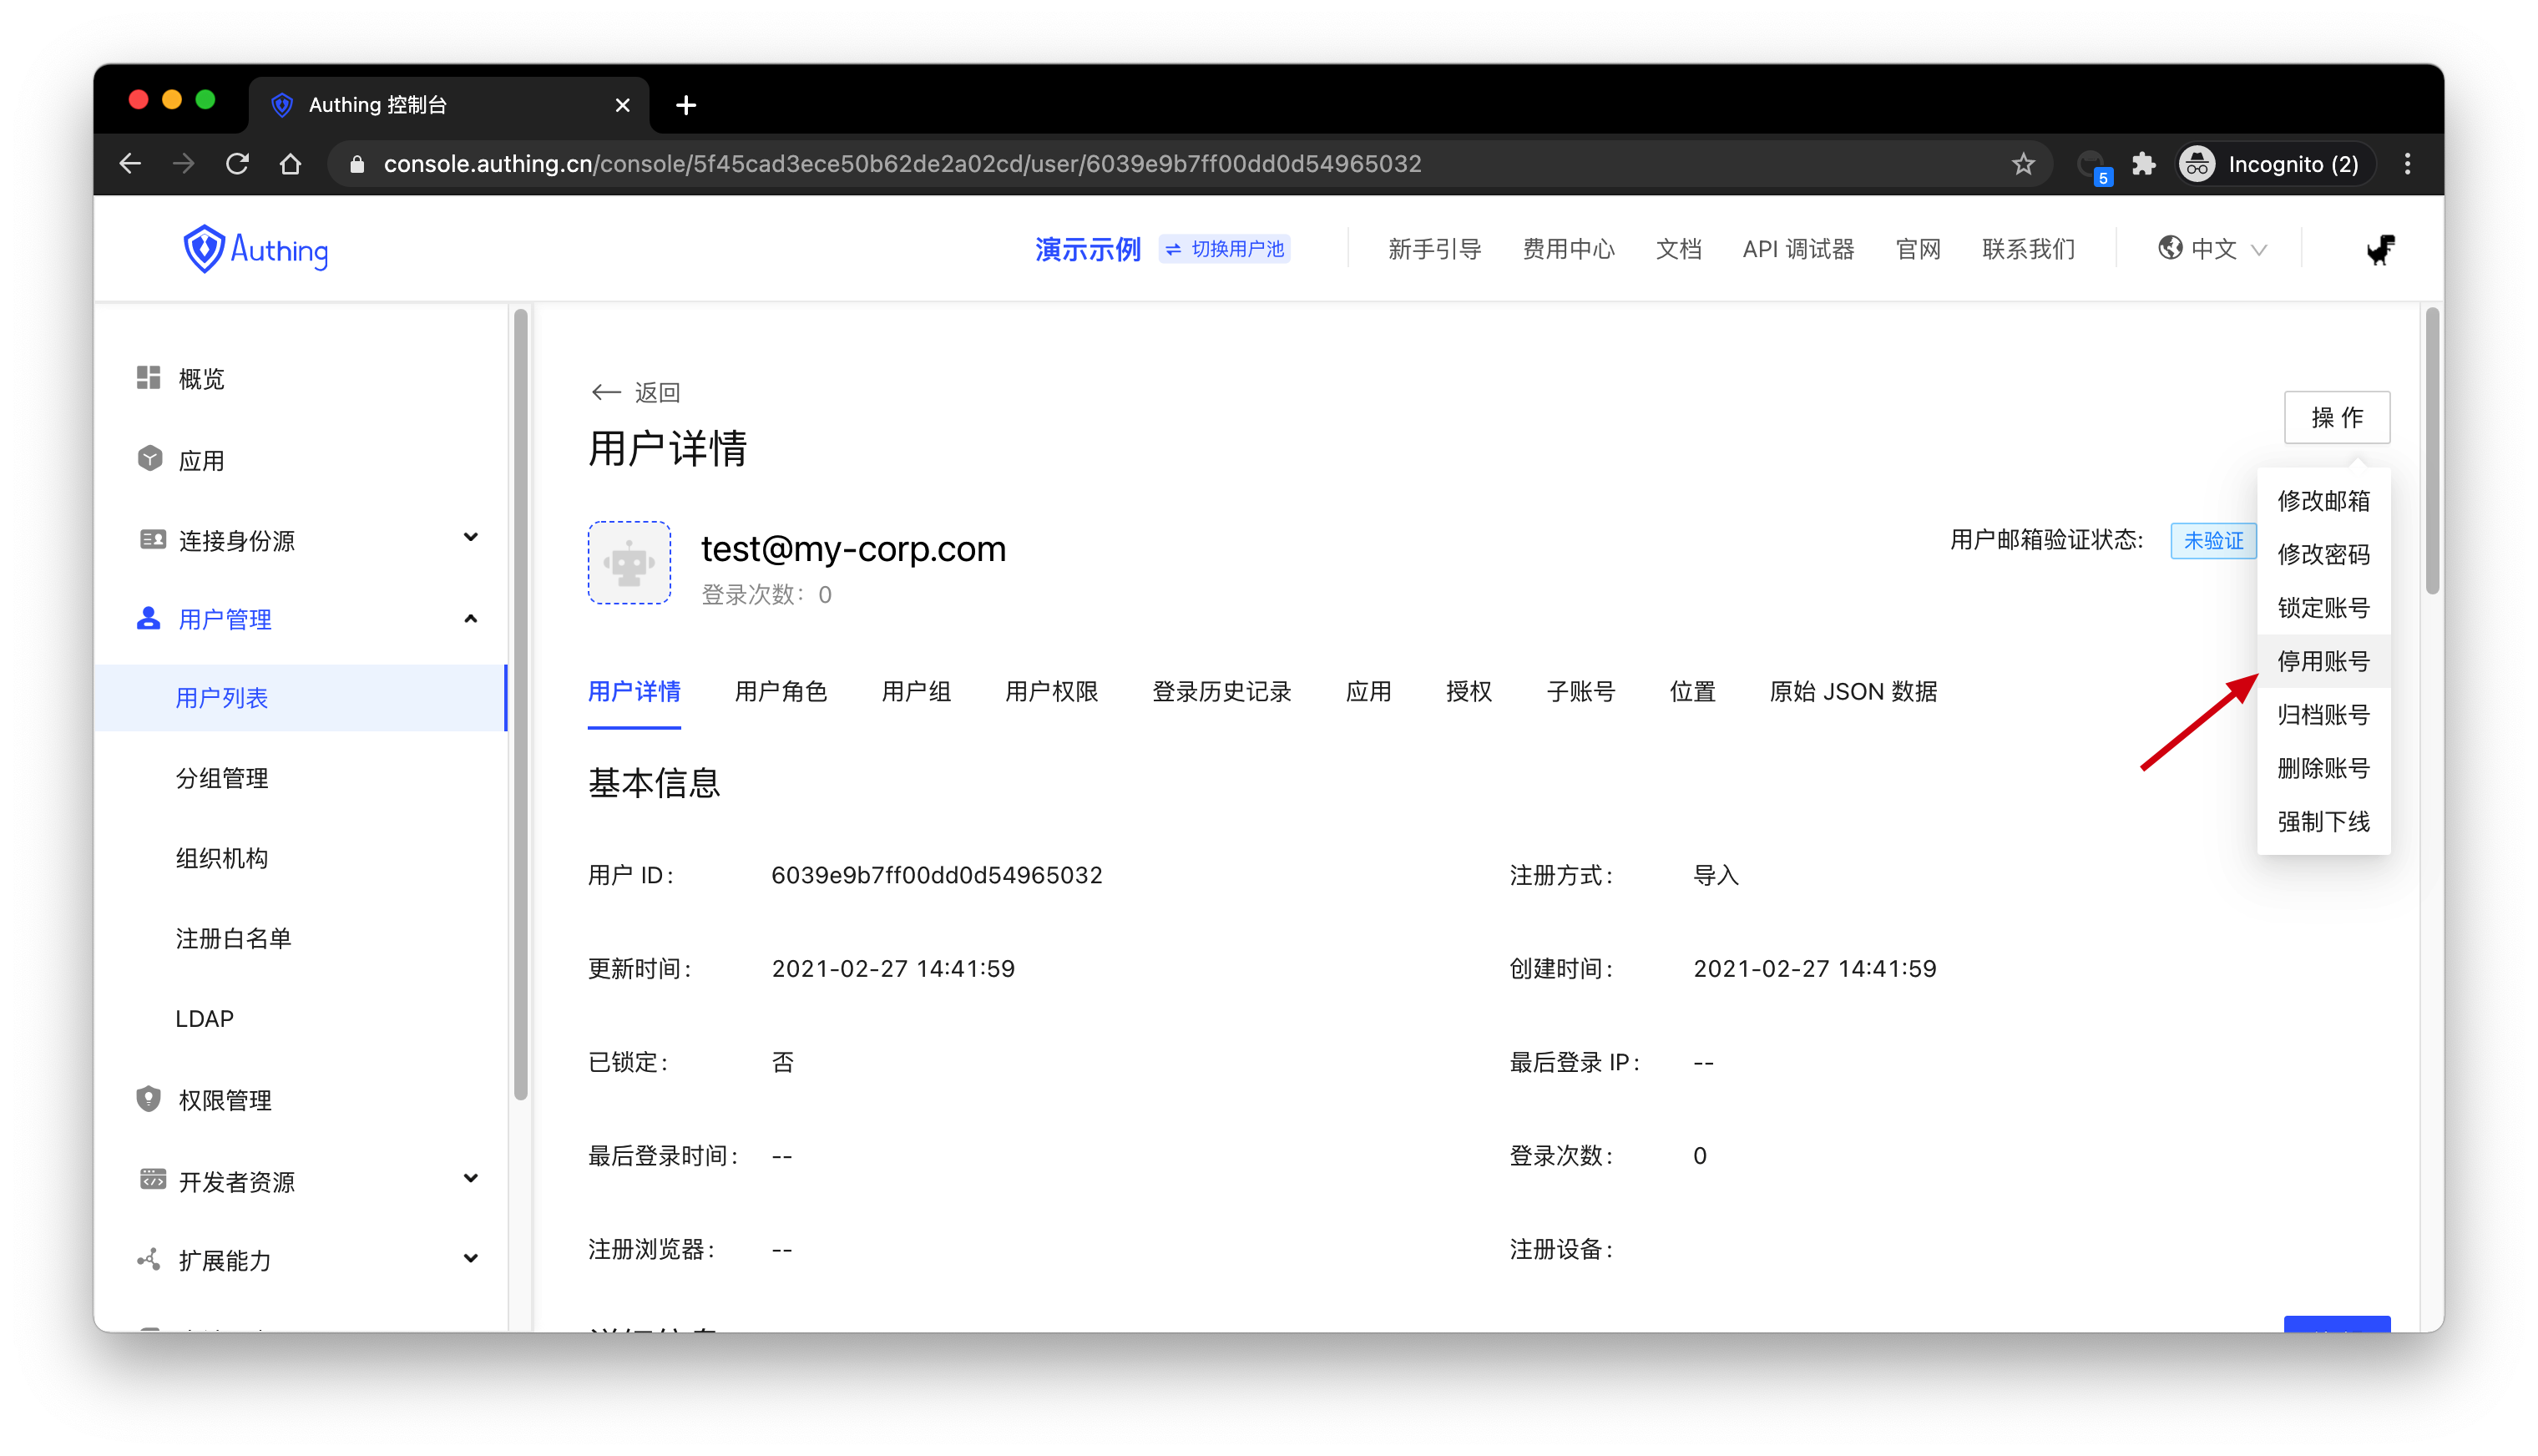 Authing 控制台
console.authing.cn/console/5f45cad3ece50b62de2a02cd/user/6039e9b7ff00dd0d54965032
5
Incognito (2)
Authing
演示示例
切换用户池
新手引导
费用中心
文档
API 调试器
官网
联系我们
中文
概览
应用
连接身份源
用户管理
用户列表
分组管理
组织机构
注册白名单
LDAP
权限管理
开发者资源
扩展能力
返回
用户详情
操 作
test@my-corp.com
登录次数：0
用户邮箱验证状态:
未验证
修改邮箱
修改密码
锁定账号
停用账号
归档账号
删除账号
强制下线
用户详情
用户角色
用户组
用户权限
登录历史记录
应用
授权
子账号
位置
原始 JSON 数据
基本信息
用户 ID： 6039e9b7ff00dd0d54965032
注册方式： 导入
更新时间： 2021-02-27 14:41:59
创建时间： 2021-02-27 14:41:59
已锁定： 否
最后登录 IP： --
最后登录时间： --
登录次数： 0
注册浏览器： --
注册设备：